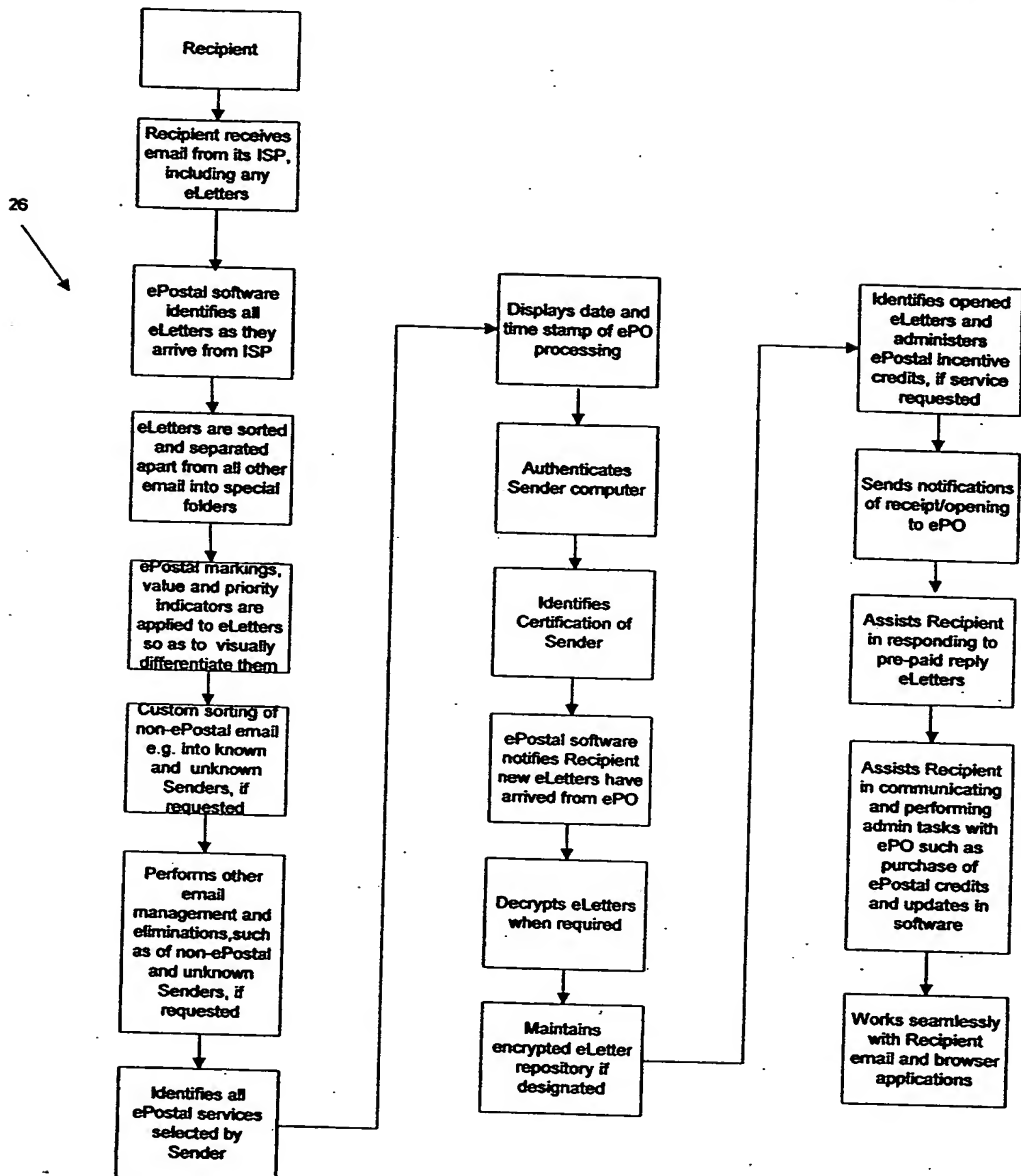 Recipient
Recipient receives
email from its ISP,
including any
eLetters
26
ePostal software
identifies all
eLetters as they
arrive from ISP
eLetters are sorted
and separated
apart from all other
email into special
folders
ePostal markings,
value and priority
indicators are
applied to eLetters
so as to visually
differentiate them
Custom sorting of
non-ePostal email
e.g. into known
and unknown
Senders, if
requested
Performs other
email
management and
eliminations,such
as of non-ePostal
and unknown
Senders, if
requested
Identifies all
ePostal services
selected by
Sender
Displays date and
time stamp of ePO
processing
Authenticates
Sender computer
Identifies
Certification of
Sender
ePostal software
notifies Recipient
new eLetters have
arrived from ePO
Decrypts eLetters
when required
Maintains
encrypted eLetter
repository if
designated
Identifies opened
eLetters and
administers
ePostal incentive
credits, if service
requested
Sends notifications
of receipt/opening
to ePO
Assists Recipient
in responding to
pre-paid reply
eLetters
Assists Recipient
in communicating
and performing
admin tasks with
ePO such as
purchase of
ePostal credits
and updates in
software
Works seamlessly
with Recipient
email and browser
applications